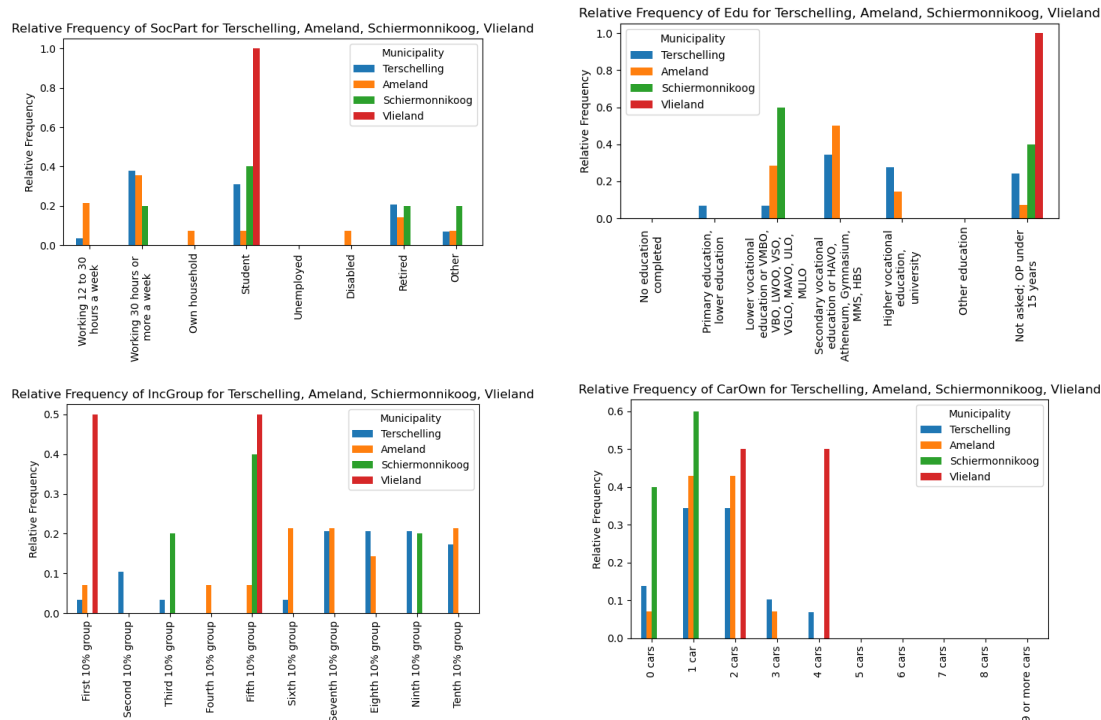 Relative Frequency of SocPart for Terschelling, Ameland, Schiermonnikoog, Vlieland
Relative Frequency
1.0
0.8
0.6
0.4
0.2
0.0
Municipality
Terschelling
Ameland
Schiermonnikoog
Vlieland
Working 12 to 30
hours a week
Working 30 hours or
more a week
Own household
Student
Unemployed
Disabled
Retired
Other
Relative Frequency of Edu for Terschelling, Ameland, Schiermonnikoog, Vlieland
Relative Frequency
1.0
0.8
0.6
0.4
0.2
0.0
Municipality
Terschelling
Ameland
Schiermonnikoog
Vlieland
No education
completed
Primary education,
lower education
Lower vocational
education or VMBO,
VBO, LWOO, VSO,
VGLO, MAVO, ULO,
MULO
Secondary vocational
education or HAVO,
Atheneum, Gymnasium,
MMS, HBS
Higher vocational
education,
university
Other education
Not asked; OP under
15 years
Relative Frequency of IncGroup for Terschelling, Ameland, Schiermonnikoog, Vlieland
Relative Frequency
0.5
0.4
0.3
0.2
0.1
0.0
Municipality
Terschelling
Ameland
Schiermonnikoog
Vlieland
First 10% group
Second 10% group
Third 10% group
Fourth 10% group
Fifth 10% group
Sixth 10% group
Seventh 10% group
Eighth 10% group
Ninth 10% group
Tenth 10% group
Relative Frequency of CarOwn for Terschelling, Ameland, Schiermonnikoog, Vlieland
Relative Frequency
0.6
0.5
0.4
0.3
0.2
0.1
0.0
Municipality
Terschelling
Ameland
Schiermonnikoog
Vlieland
0 cars
1 car
2 cars
3 cars
4 cars
5 cars
6 cars
7 cars
8 cars
9 or more cars